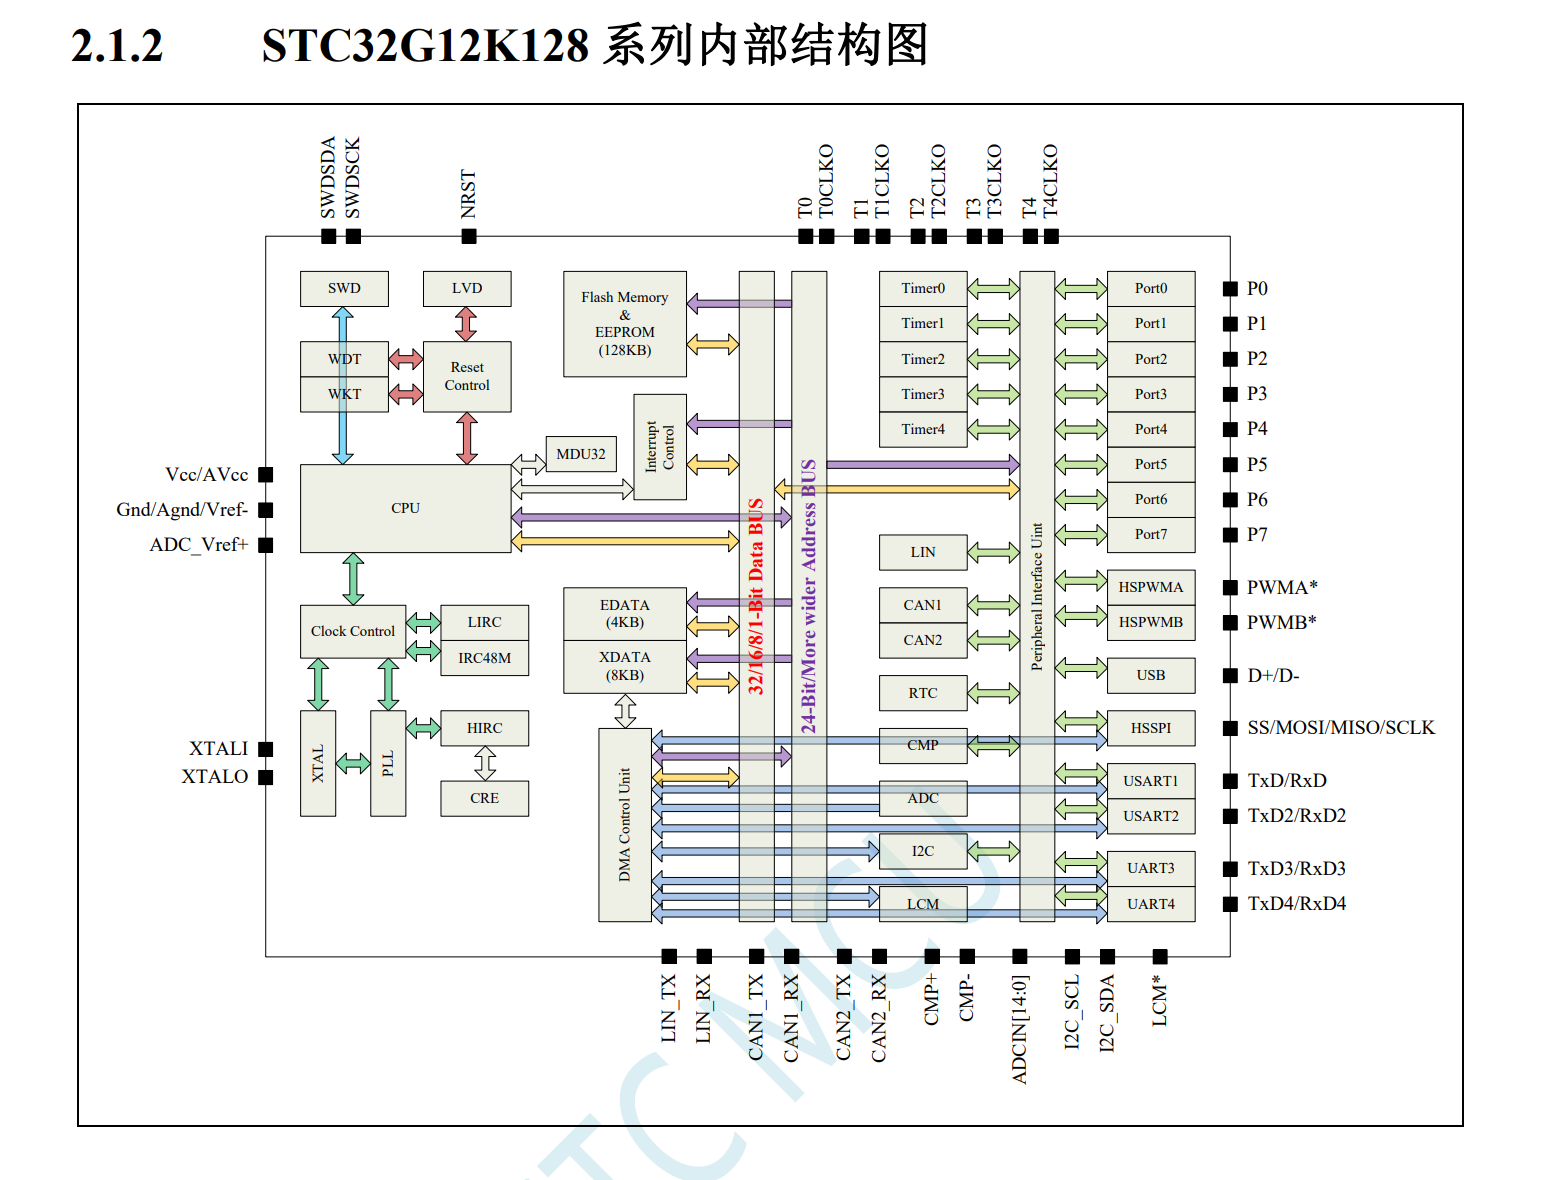 2.1.2 STC32G12K128 系列内部结构图
SWDSDA
SWDSCK
NRST
T0
T0CLKO
T1
T1CLKO
T2
T2CLKO
T3
T3CLKO
T4
T4CLKO
SWD
LVD
WDT
WKT
Reset
Control
Flash Memory
&
EEPROM
(128KB)
Interrupt
Control
MDU32
CPU
Vcc/AVcc
Gnd/Agnd/Vref-
ADC_Vref+
Clock Control
LIRC
IRC48M
XTAL
PLL
HIRC
CRE
XTALI
XTALO
EDATA
(4KB)
XDATA
(8KB)
DMA Control Unit
32/16/8/1-Bit Data BUS
24-Bit/More wider Address BUS
Timer0
Timer1
Timer2
Timer3
Timer4
LIN
CAN1
CAN2
RTC
CMP
ADC
I2C
LCM
Peripheral Interface Uint
Port0
Port1
Port2
Port3
Port4
Port5
Port6
Port7
HSPWMA
HSPWMB
USB
HSSPI
USART1
USART2
UART3
UART4
P0
P1
P2
P3
P4
P5
P6
P7
PWMA*
PWMB*
D+/D-
SS/MOSI/MISO/SCLK
TxD/RxD
TxD2/RxD2
TxD3/RxD3
TxD4/RxD4
LIN_TX
LIN_RX
CAN1_TX
CAN1_RX
CAN2_TX
CAN2_RX
CMP+
CMP-
ADCIN[14:0]
I2C_SCL
I2C_SDA
LCM*
STC MCU